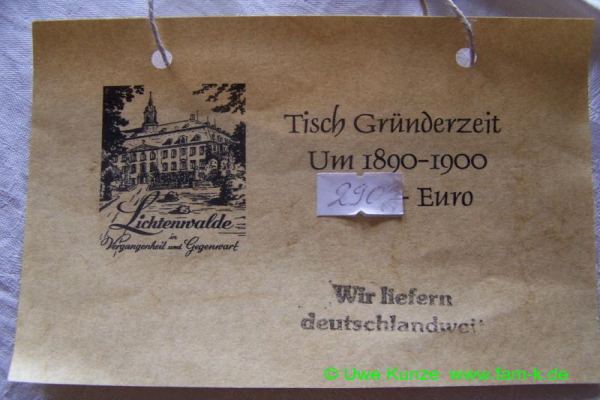 Lichtenwalde
in
Vergangenheit und Gegenwart
Tisch Gründerzeit
Um 1890-1900
290,- Euro
Wir liefern
deutschlandweit
© Uwe Kunze www.fam-k.de